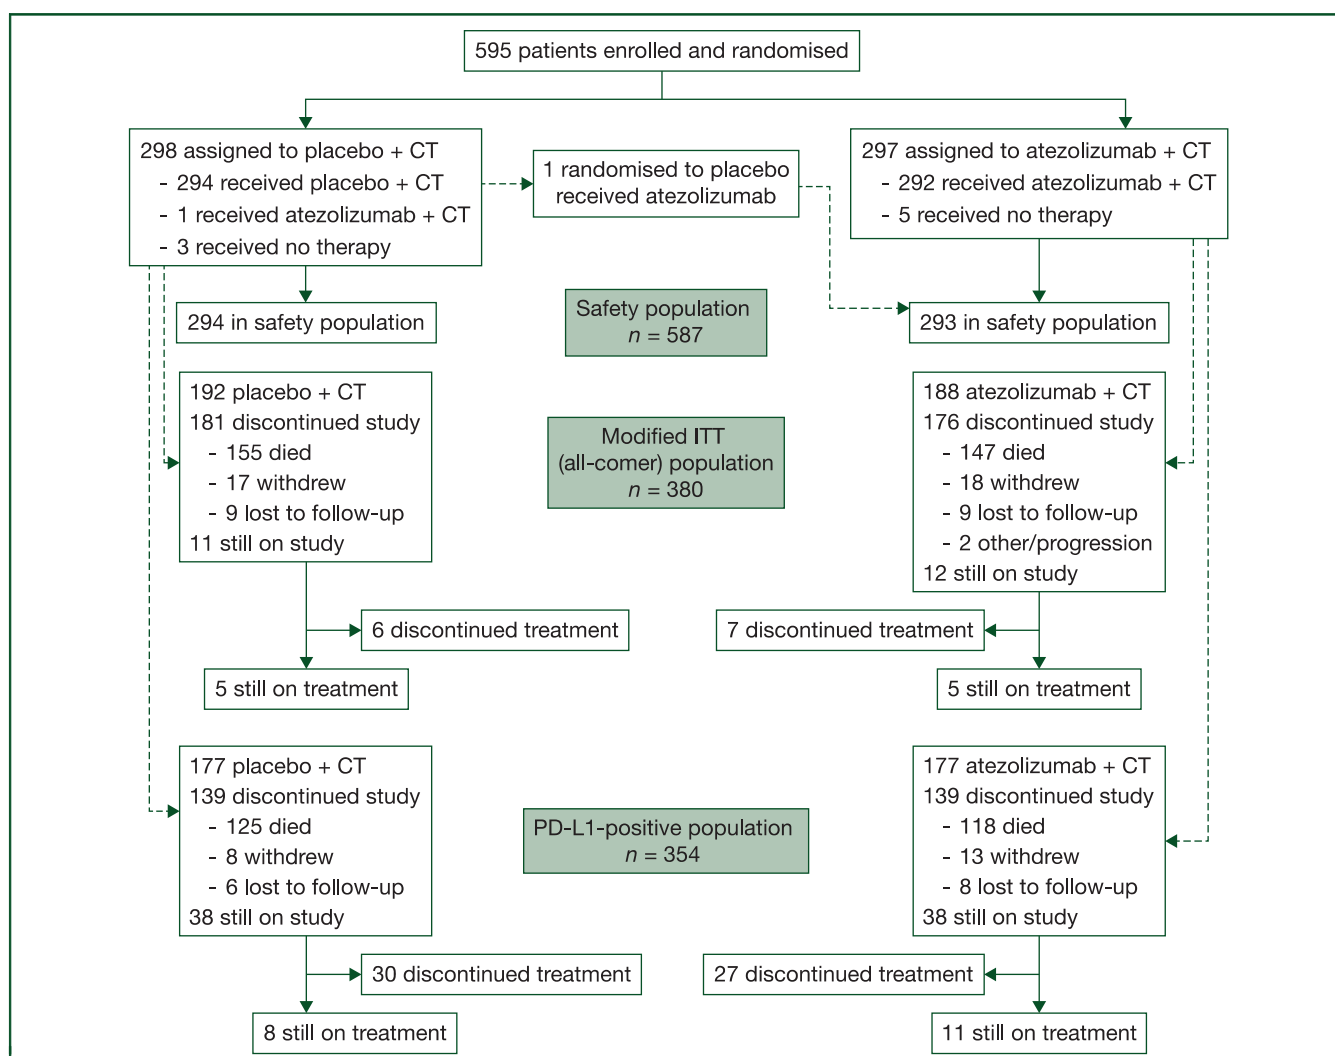 595 patients enrolled and randomised
298 assigned to placebo + CT
- 294 received placebo + CT
- 1 received atezolizumab + CT
- 3 received no therapy
1 randomised to placebo
received atezolizumab
297 assigned to atezolizumab + CT
- 292 received atezolizumab + CT
- 5 received no therapy
294 in safety population
Safety population
n = 587
293 in safety population
192 placebo + CT
181 discontinued study
- 155 died
- 17 withdrew
- 9 lost to follow-up
11 still on study
Modified ITT
(all-comer) population
n = 380
188 atezolizumab + CT
176 discontinued study
- 147 died
- 18 withdrew
- 9 lost to follow-up
- 2 other/progression
12 still on study
6 discontinued treatment
7 discontinued treatment
5 still on treatment
5 still on treatment
177 placebo + CT
139 discontinued study
- 125 died
- 8 withdrew
- 6 lost to follow-up
38 still on study
PD-L1-positive population
n = 354
177 atezolizumab + CT
139 discontinued study
- 118 died
- 13 withdrew
- 8 lost to follow-up
38 still on study
30 discontinued treatment
27 discontinued treatment
8 still on treatment
11 still on treatment